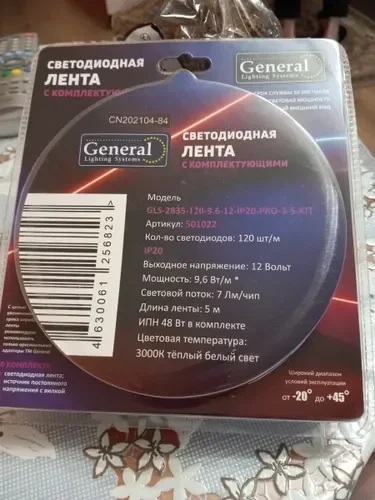 СВЕТОДИОДНАЯ
ЛЕНТА
С КОМПЛЕКТУЮЩИМИ
General
Lighting Systems
CN202104-84
General
Lighting Systems
СВЕТОДИОДНАЯ
ЛЕНТА
С КОМПЛЕКТУЮЩИМИ
Модель
GLS-2835-120-9.6-12-IP20-PRO-3-5-KIT
Артикул: 501022
Кол-во светодиодов: 120 шт/м
IP20
Выходное напряжение: 12 Вольт
Мощность: 9,6 Вт/м *
Световой поток: 7 Лм/чип
Длина ленты: 5 м
ИПН 48 Вт в комплекте
Цветовая температура:
3000К тёплый белый свет
4 630061 256823 >
КОМПЛЕКТЕ
светодиодная лента:
источник постоянного
напряжения с вилкой
Широкий диапазон
условий эксплуатации
от -20° до +45°